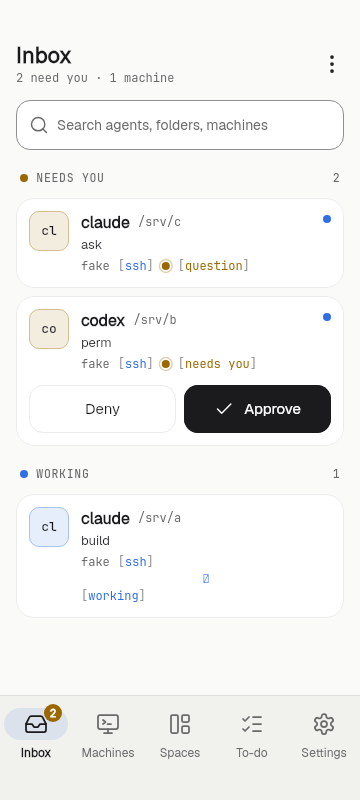 Inbox
2 need you · 1 machine
Search agents, folders, machines
NEEDS YOU 2
cl claude /srv/c
ask
fake [ssh] [question]
co codex /srv/b
perm
fake [ssh] [needs you]
Deny Approve
WORKING 1
cl claude /srv/a
build
fake [ssh]
[working]
2
Inbox Machines Spaces To-do Settings